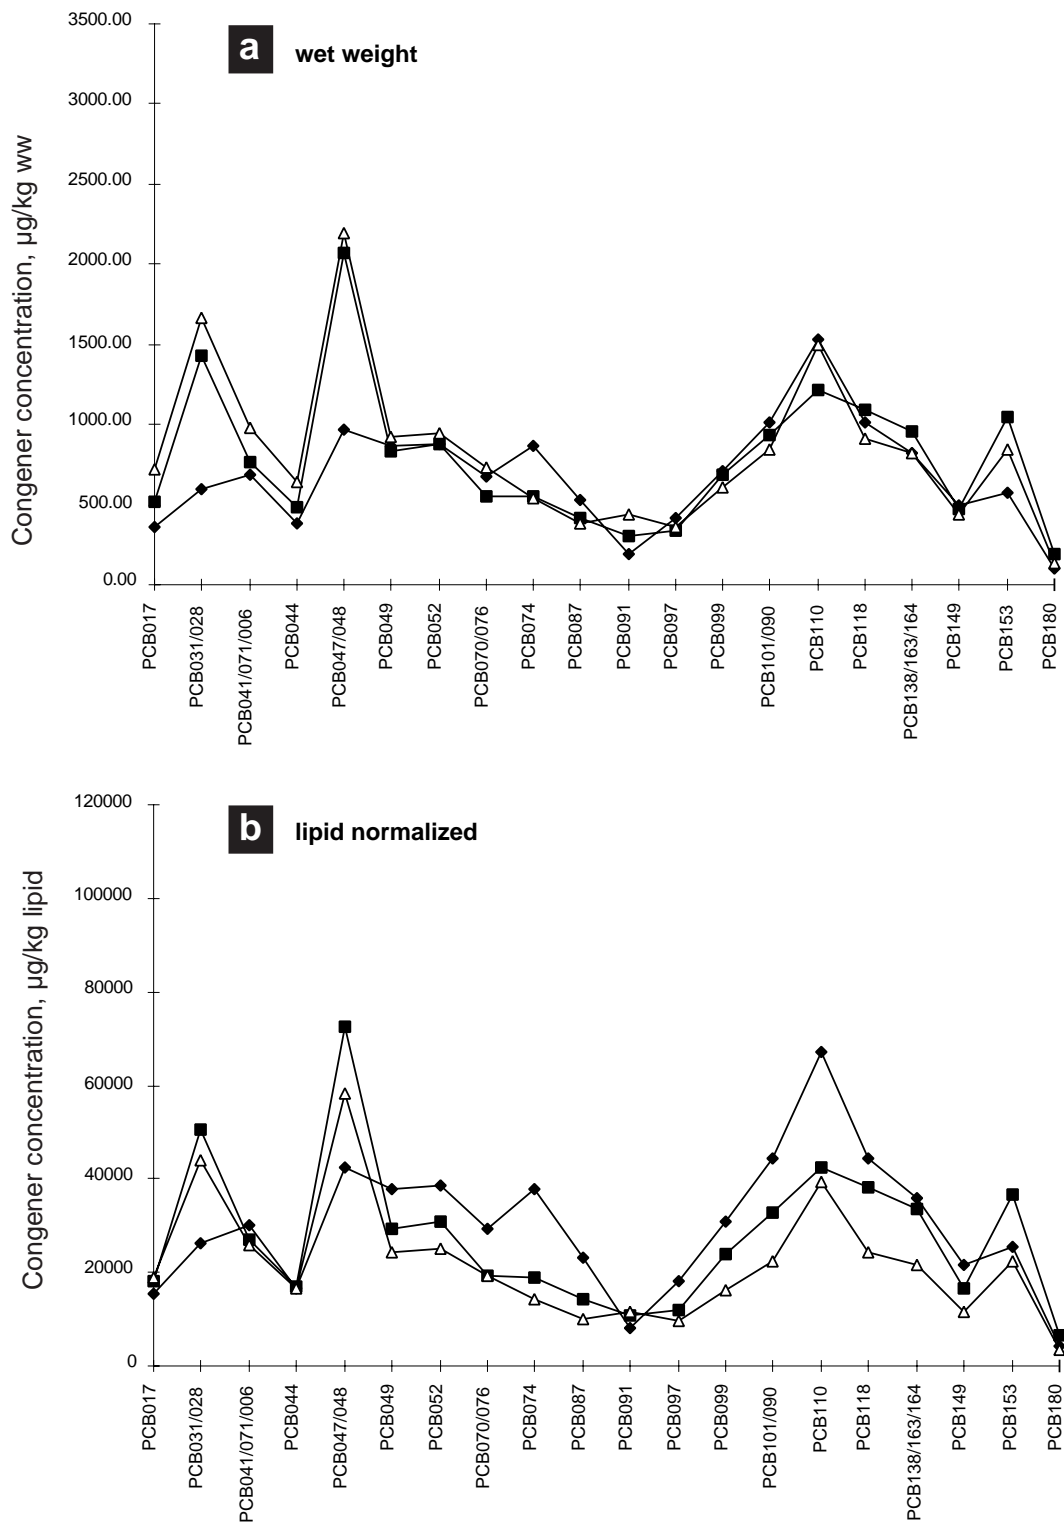 3500.00
a wet weight
3000.00
2500.00
2000.00
1500.00
1000.00
500.00
0.00
Congener concentration, µg/kg ww
PCB017
PCB031/028
PCB041/071/006
PCB044
PCB047/048
PCB049
PCB052
PCB070/076
PCB074
PCB087
PCB091
PCB097
PCB099
PCB101/090
PCB110
PCB118
PCB138/163/164
PCB149
PCB153
PCB180
120000
b lipid normalized
100000
80000
60000
40000
20000
0
Congener concentration, µg/kg lipid
PCB017
PCB031/028
PCB041/071/006
PCB044
PCB047/048
PCB049
PCB052
PCB070/076
PCB074
PCB087
PCB091
PCB097
PCB099
PCB101/090
PCB110
PCB118
PCB138/163/164
PCB149
PCB153
PCB180